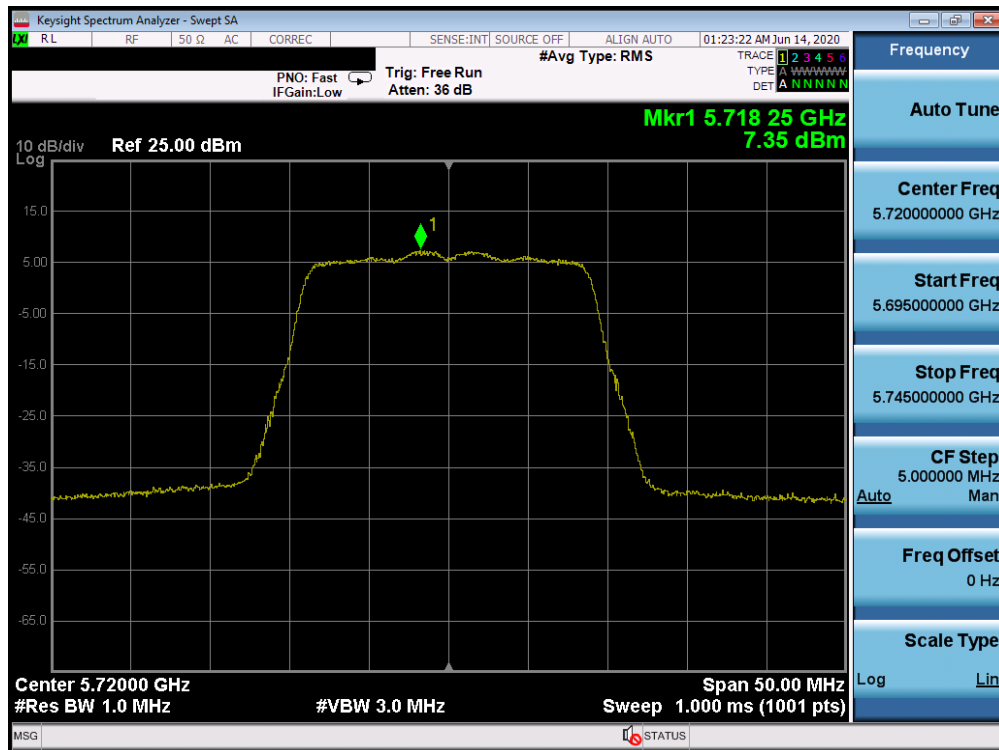 Keysight Spectrum Analyzer - Swept SA
LXI RL RF 50 Ω AC CORREC SENSE:INT SOURCE OFF ALIGN AUTO 01:23:22 AM Jun 14, 2020
#Avg Type: RMS TRACE 1 2 3 4 5 6
PNO: Fast Trig: Free Run TYPE A WWWWW
IFGain:Low Atten: 36 dB DET A N N N N N
Mkr1 5.718 25 GHz
7.35 dBm
10 dB/div Ref 25.00 dBm
Log
1
15.0
5.00
-5.00
-15.0
-25.0
-35.0
-45.0
-55.0
-65.0
Center 5.72000 GHz Span 50.00 MHz
#Res BW 1.0 MHz #VBW 3.0 MHz Sweep 1.000 ms (1001 pts)
MSG STATUS
Frequency
Auto Tune
Center Freq
5.720000000 GHz
Start Freq
5.695000000 GHz
Stop Freq
5.745000000 GHz
CF Step
5.000000 MHz
Auto Man
Freq Offset
0 Hz
Scale Type
Log Lin